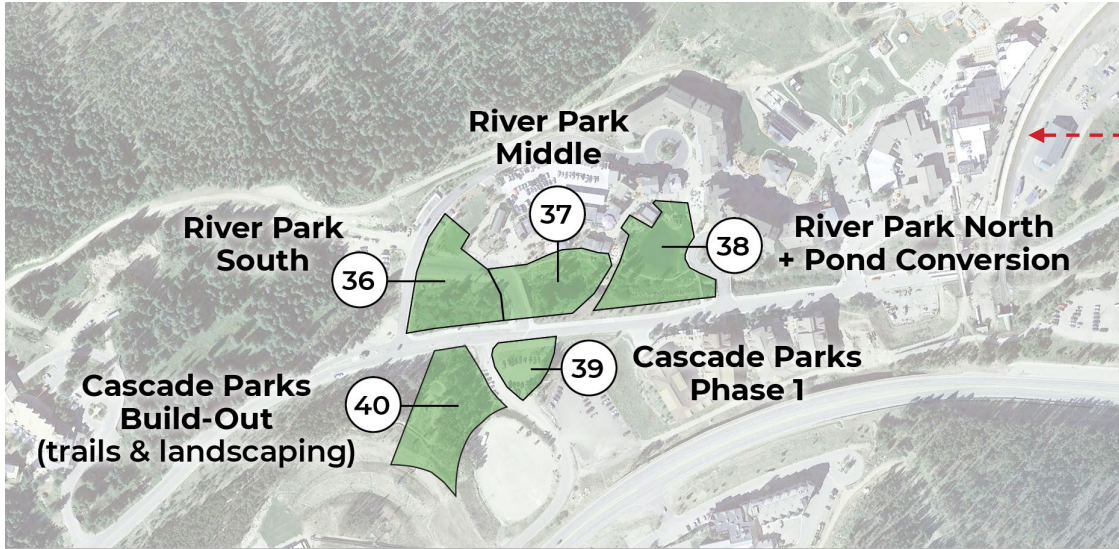 River Park
Middle
37
River Park
South
36
38
River Park North
+ Pond Conversion
39
Cascade Parks
Phase 1
Cascade Parks
Build-Out
(trails & landscaping)
40